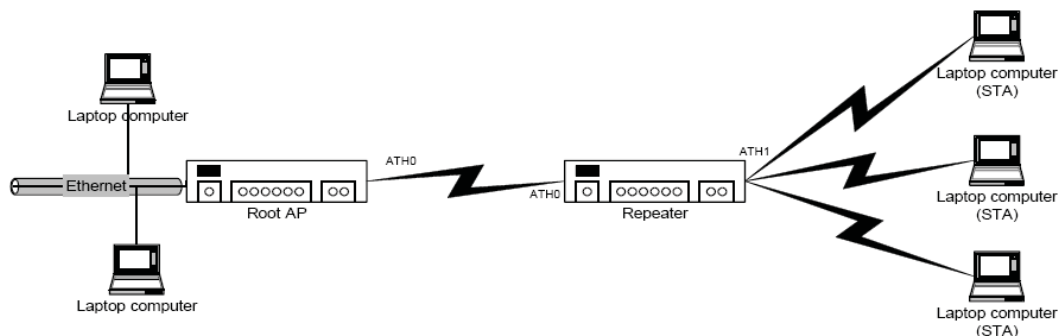 Laptop computer
Ethernet
Root AP
ATH0
ATH0
Repeater
ATH1
Laptop computer
Laptop computer
(STA)
Laptop computer
(STA)
Laptop computer
(STA)